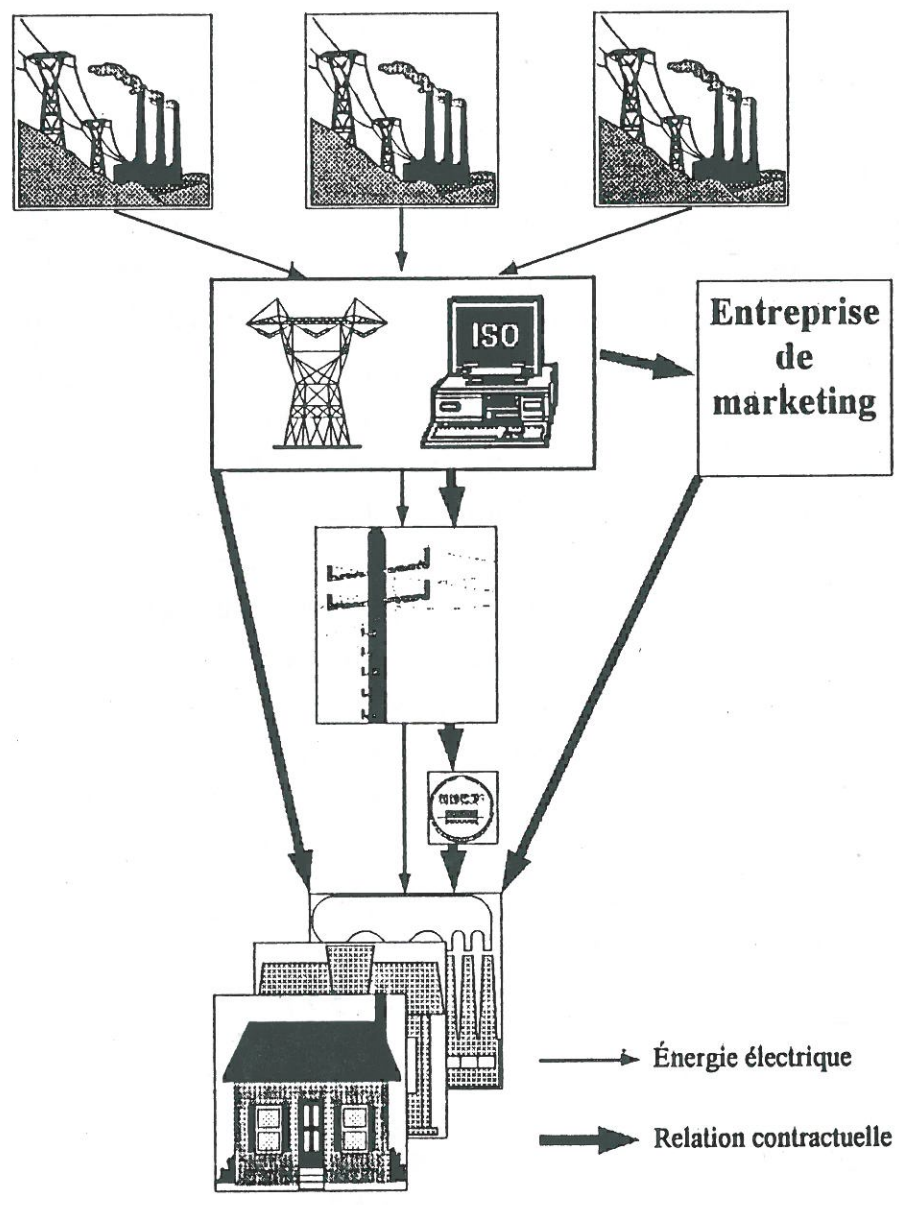 ISO
Entreprise
de
marketing
Énergie électrique
Relation contractuelle